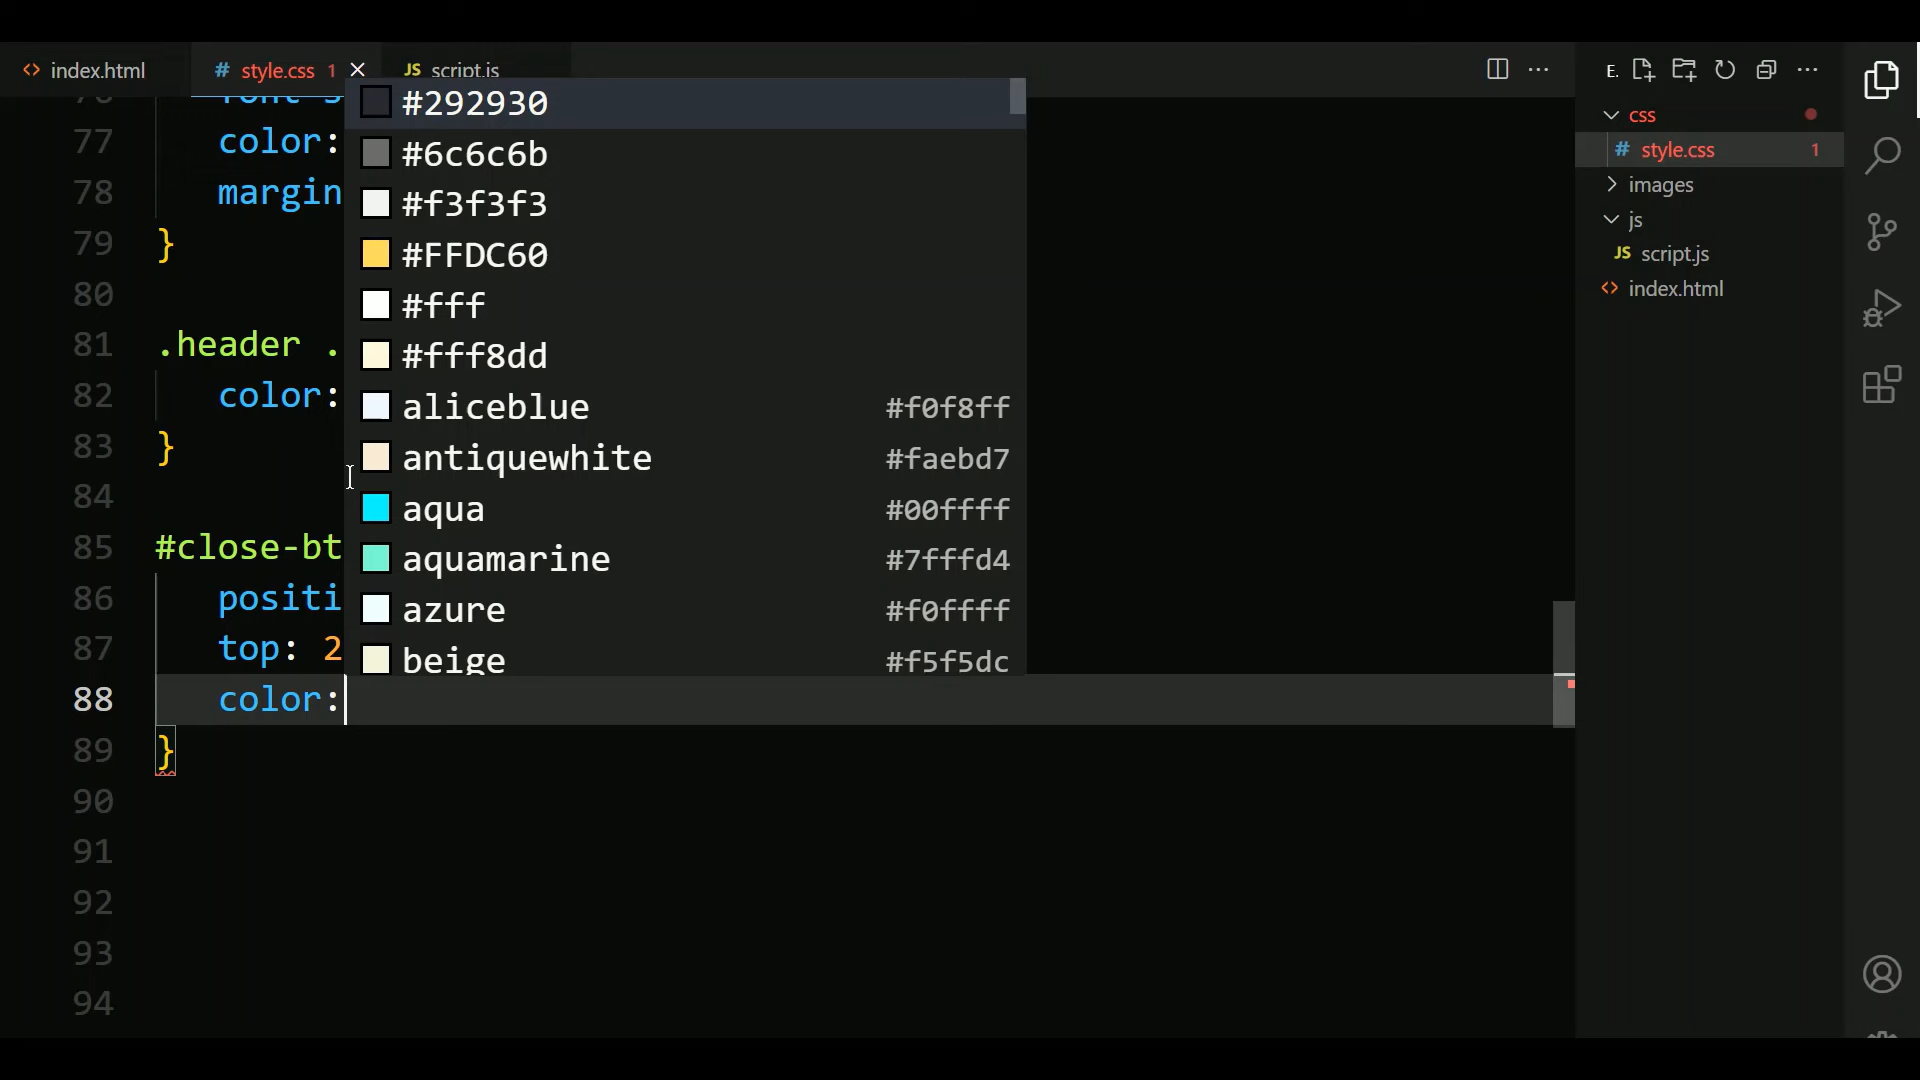 index.html
# style.css 1
JS script.js
E.
77 color:
78 margin
79 }
80
81 .header .
82 color:
83 }
84
85 #close-bt
86 positi
87 top: 2
88 color:
89 }
90
91
92
93
94
#292930
#6c6c6b
#f3f3f3
#FFDC60
#fff
#fff8dd
aliceblue #f0f8ff
antiquewhite #faebd7
aqua #00ffff
aquamarine #7fffd4
azure #f0ffff
beige #f5f5dc
css
# style.css 1
images
js
JS script.js
index.html